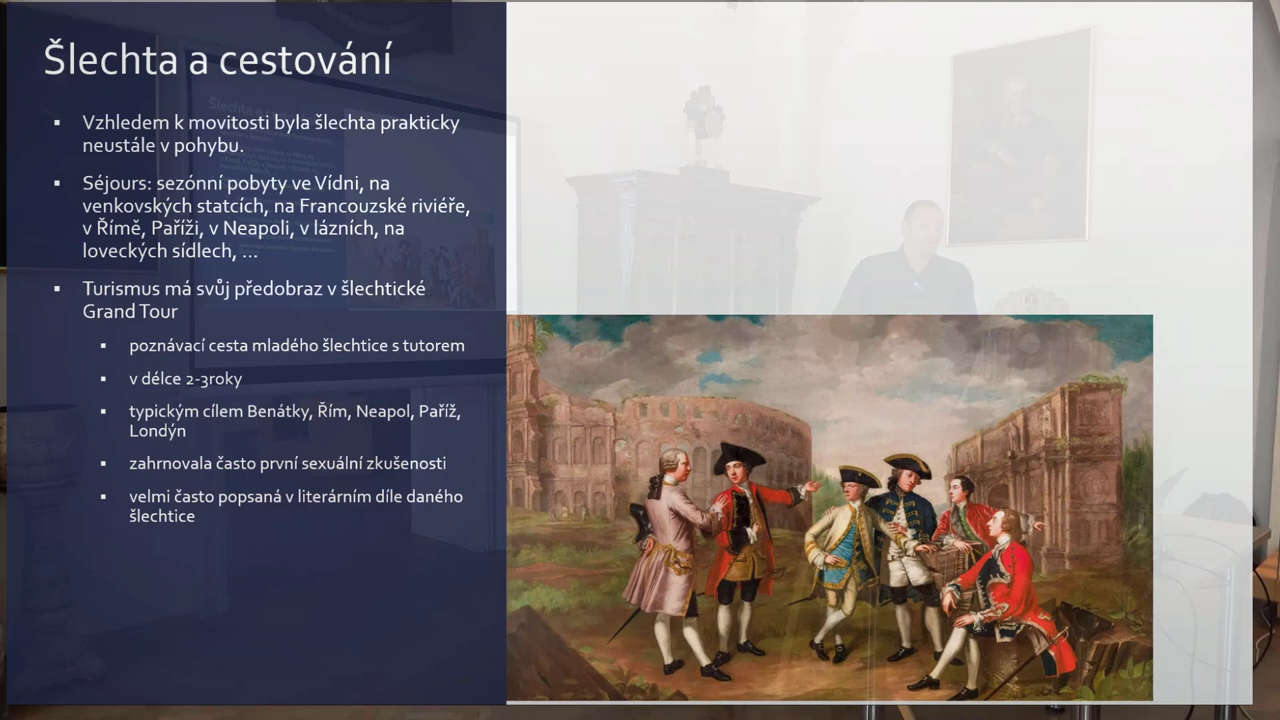 Šlechta a cestování
▪ Vzhledem k movitosti byla šlechta prakticky
neustále v pohybu.
▪ Séjours: sezónní pobyty ve Vídni, na
venkovských statcích, na Francouzské riviéře,
v Římě, Paříži, v Neapoli, v lázních, na
loveckých sídlech, ...
▪ Turismus má svůj předobraz v šlechtické
Grand Tour
▪ poznávací cesta mladého šlechtice s tutorem
▪ v délce 2-3roky
▪ typickým cílem Benátky, Řím, Neapol, Paříž,
Londýn
▪ zahrnovala často první sexuální zkušenosti
▪ velmi často popsaná v literárním díle daného
šlechtice